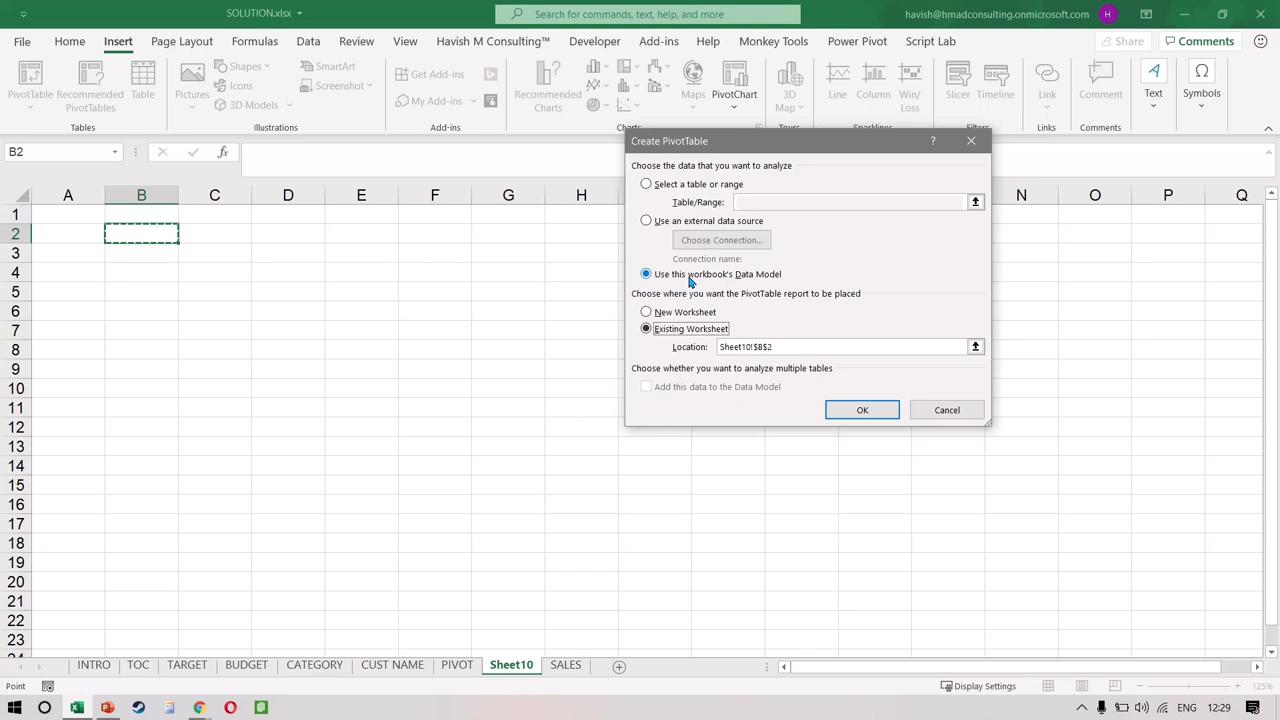 SOLUTION.xlsx
Search for commands, text, help, and more
havish@hmadconsulting.onmicrosoft.com
H
File Home Insert Page Layout Formulas Data Review View Havish M Consulting™ Developer Add-ins Help Monkey Tools Power Pivot Script Lab
Share
Comments
PivotTable
Recommended PivotTables
Table
Tables
Pictures
Shapes
Icons
3D Models
SmartArt
Screenshot
Illustrations
Get Add-ins
My Add-ins
Add-ins
Recommended Charts
Maps
PivotChart
Charts
3D Map
Tours
Line
Column
Win/Loss
Sparklines
Slicer
Timeline
Filters
Link
Links
Comment
Comments
Text
Symbols
B2
fx
A B C D E F G H N O P Q
1
2
3
4
5
6
7
8
9
10
11
12
13
14
15
16
17
18
19
20
21
22
23
Create PivotTable
?
Choose the data that you want to analyze
Select a table or range
Table/Range:
Use an external data source
Choose Connection...
Connection name:
Use this workbook's Data Model
Choose where you want the PivotTable report to be placed
New Worksheet
Existing Worksheet
Location: Sheet10!$B$2
Choose whether you want to analyze multiple tables
Add this data to the Data Model
OK
Cancel
INTRO TOC TARGET BUDGET CATEGORY CUST NAME PIVOT Sheet10 SALES
Point
Display Settings
125%
ENG 12:29